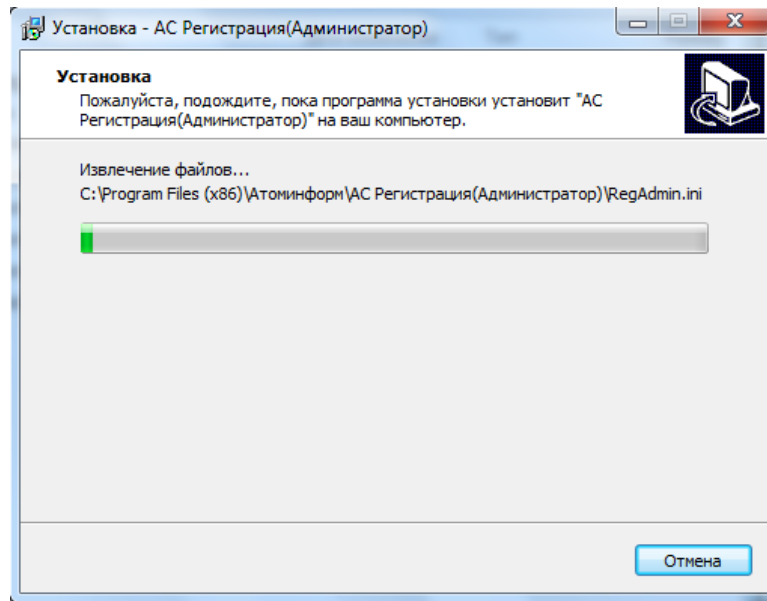 Установка - АС Регистрация(Администратор)
Установка
Пожалуйста, подождите, пока программа установки установит "АС
Регистрация(Администратор)" на ваш компьютер.
Извлечение файлов...
C:\Program Files (x86)\Атоминформ\АС Регистрация(Администратор)\RegAdmin.ini
Отмена